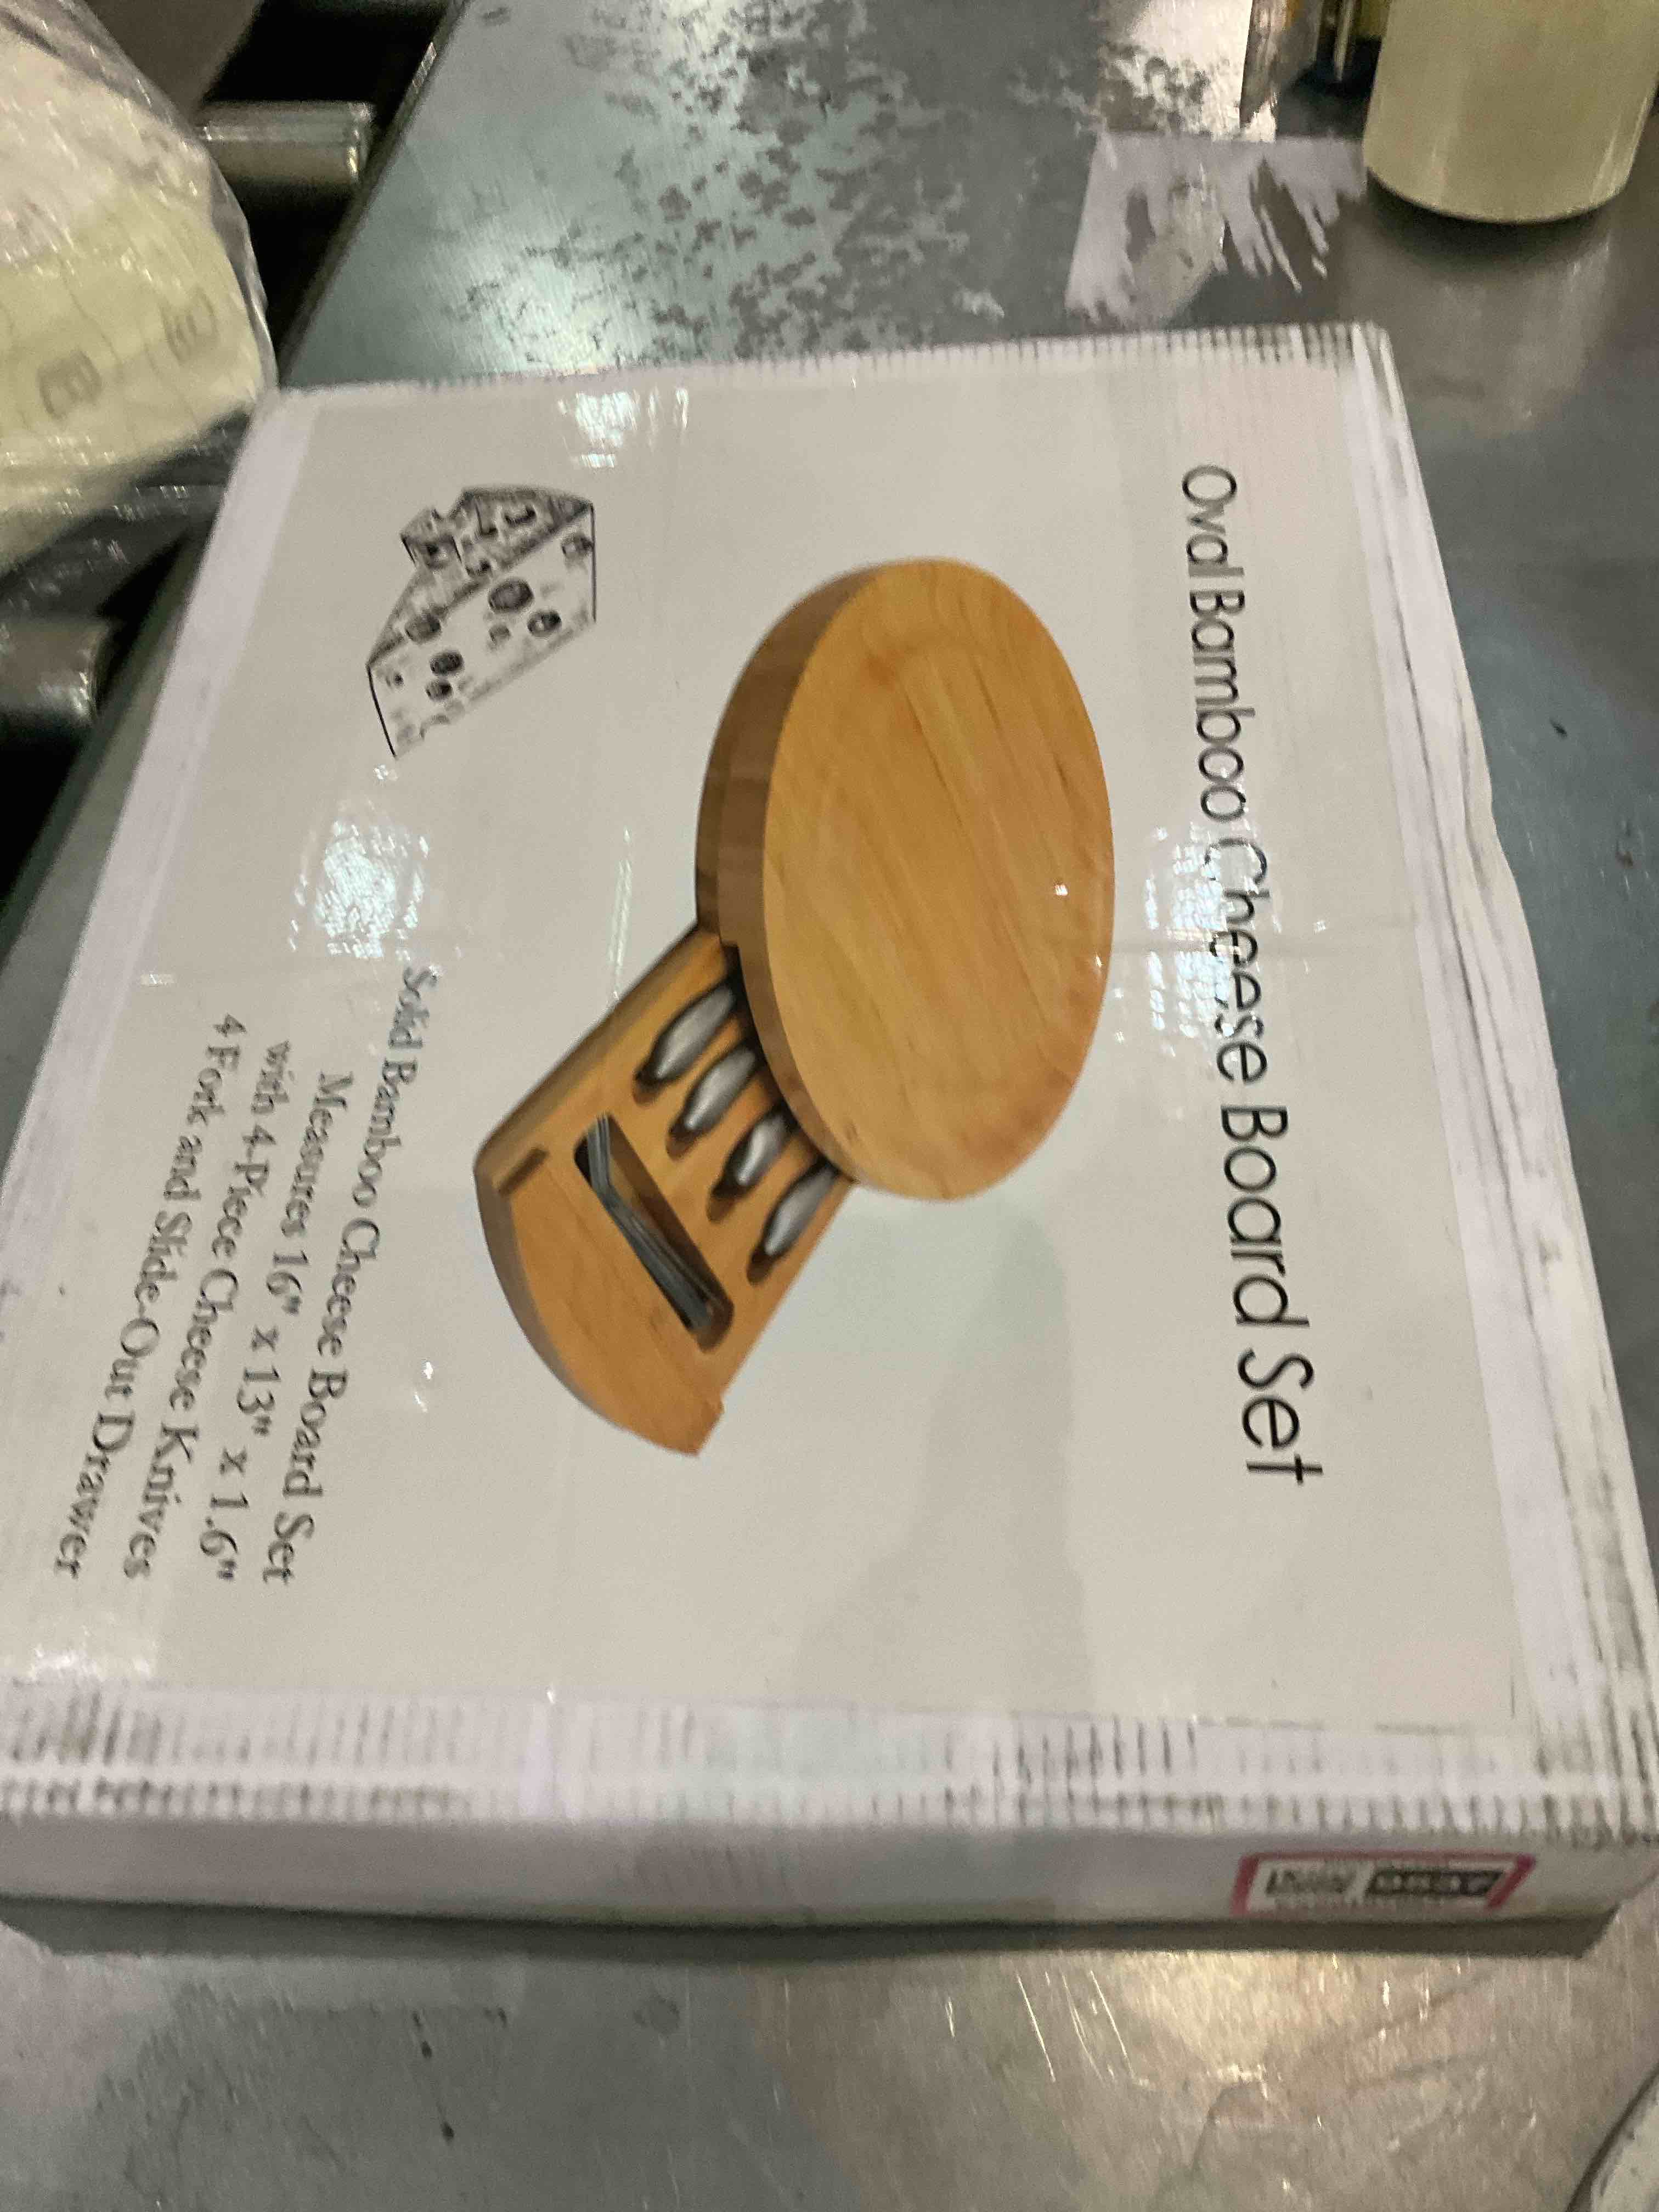 Oval Bamboo Cheese Board Set
Solid Bamboo Cheese Board Set
Measures 16" x 13" x 1.6"
with 4-Piece Cheese Knives
4 Fork and Slide-Out Drawer
B
B